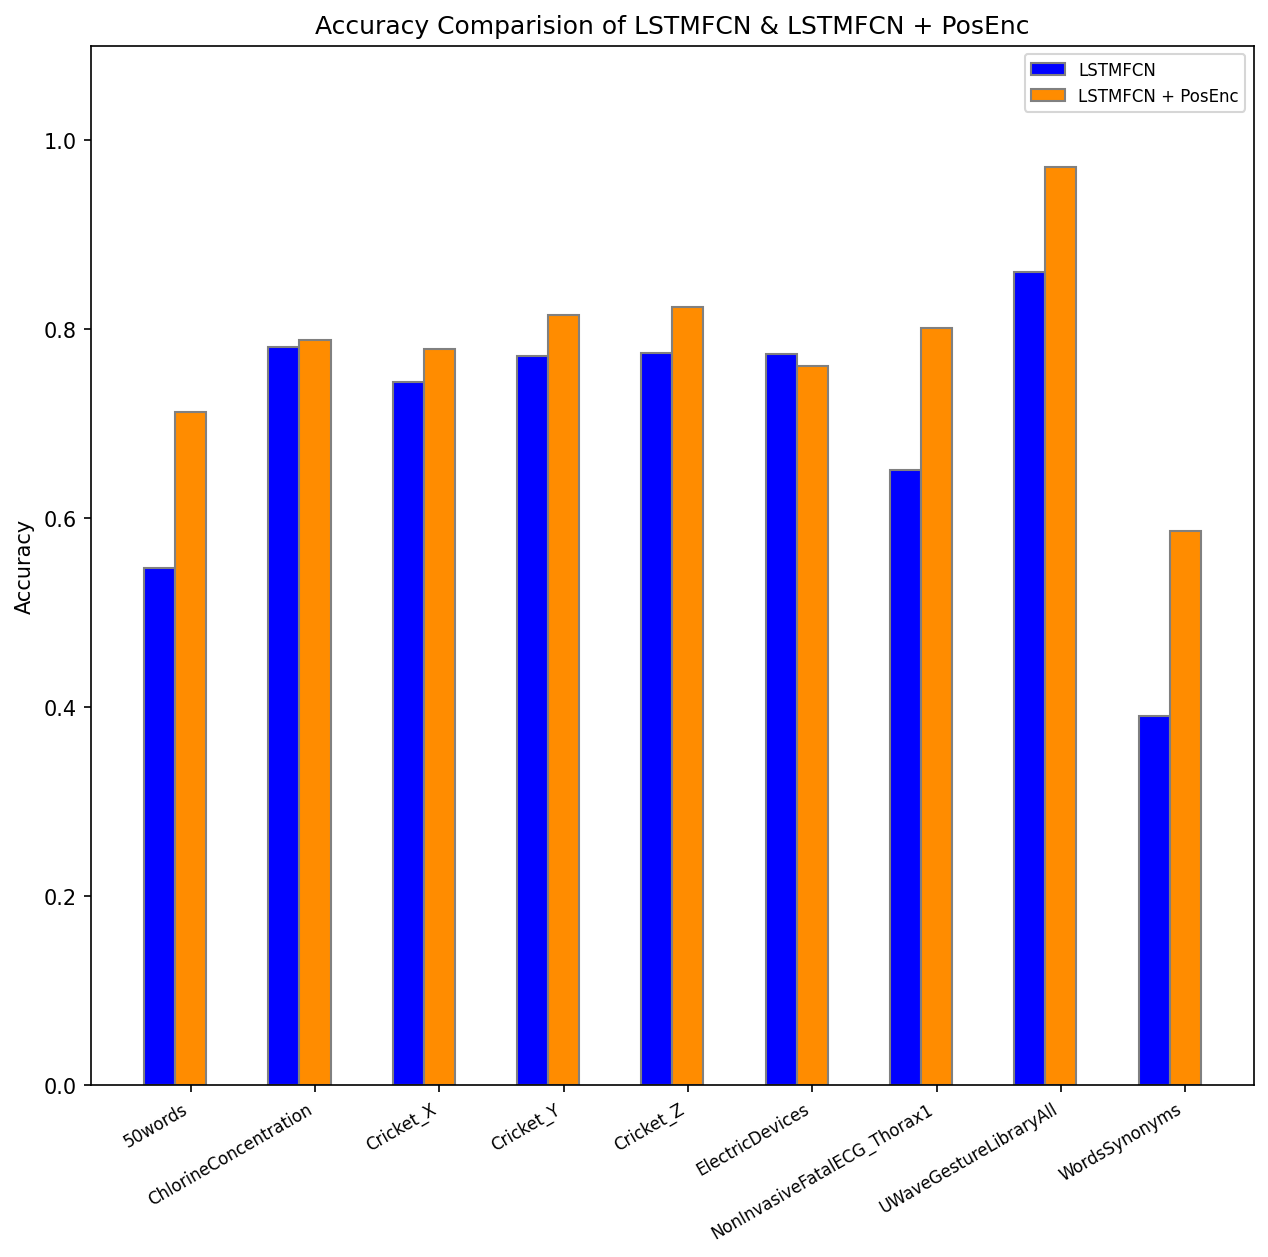 Accuracy Comparision of LSTMFCN & LSTMFCN + PosEnc
LSTMFCN
LSTMFCN + PosEnc
1.0
0.8
0.6
0.4
0.2
0.0
Accuracy
50words
ChlorineConcentration
Cricket_X
Cricket_Y
Cricket_Z
ElectricDevices
NonInvasiveFatalECG_Thorax1
UWaveGestureLibraryAll
WordsSynonyms